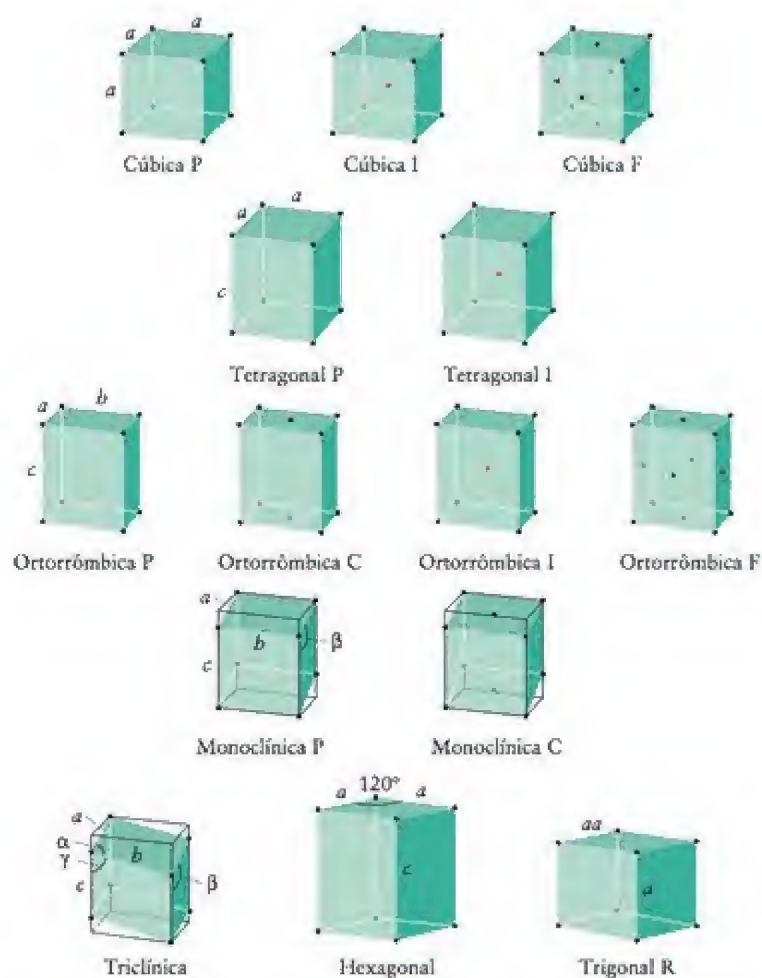 a a
a
Cúbica P Cúbica I Cúbica F
a a
c
Tetragonal P Tetragonal I
a b
c
Ortorrômbica P Ortorrômbica C Ortorrômbica I Ortorrômbica F
a
b β
c
Monoclínica P Monoclínica C
120°
a a a
α b aa
γ
c β c a
Triclínica Hexagonal Trigonal R